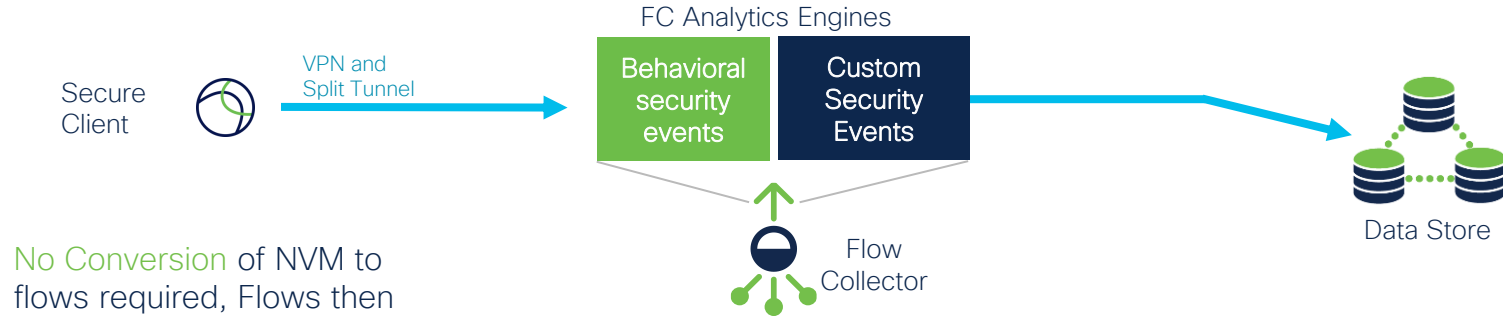 FC Analytics Engines
Secure
Client
VPN and
Split Tunnel
Behavioral
security
events
Custom
Security
Events
Data Store
Flow
Collector
No Conversion of NVM to
flows required, Flows then